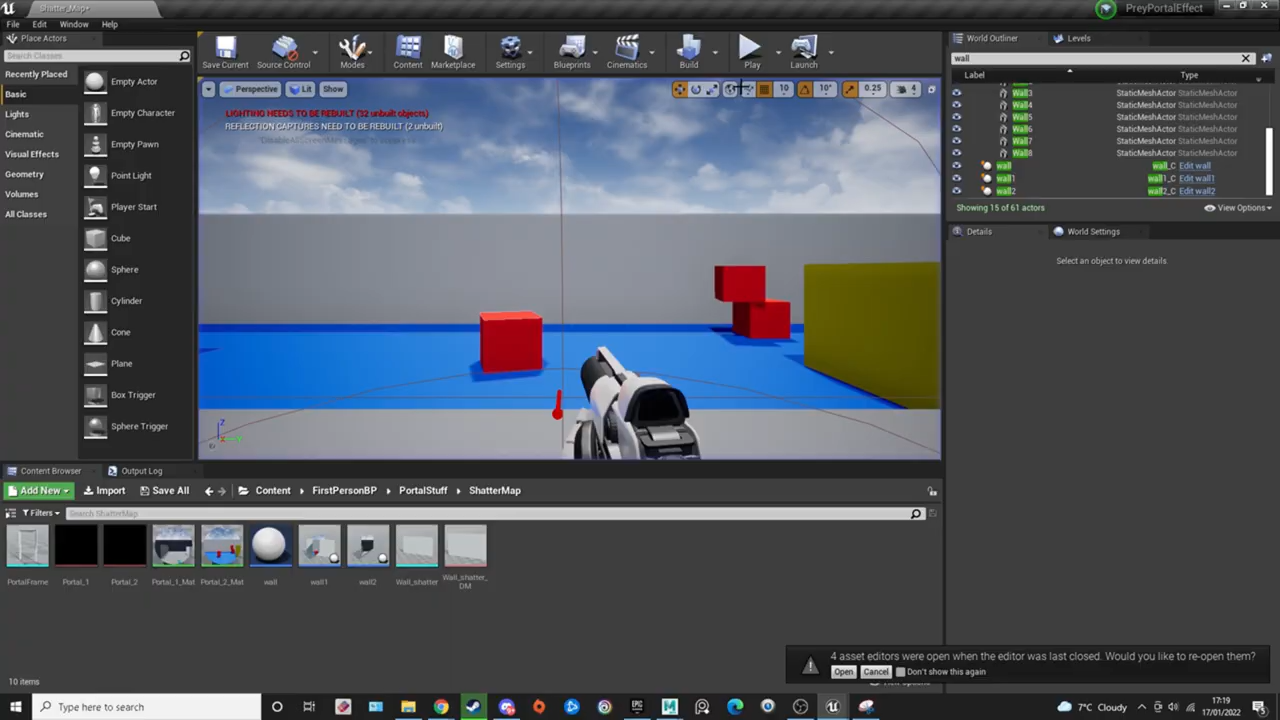 Shatter_Map*
PreyPortalEffect
File Edit Window Help
Place Actors
Search Classes
Recently Placed
Basic
Lights
Cinematic
Visual Effects
Geometry
Volumes
All Classes
Empty Actor
Empty Character
Empty Pawn
Point Light
Player Start
Cube
Sphere
Cylinder
Cone
Plane
Box Trigger
Sphere Trigger
Save Current Source Control Modes Content Marketplace Settings Blueprints Cinematics Build Play Launch
Perspective Lit Show 10 10° 0.25 4
LIGHTING NEEDS TO BE REBUILT (32 unbuilt objects)
REFLECTION CAPTURES NEED TO BE REBUILT (2 unbuilt)
World Outliner Levels
wall
Label Type
Wall3 StaticMeshActor StaticMeshActor
Wall4 StaticMeshActor StaticMeshActor
Wall5 StaticMeshActor StaticMeshActor
Wall6 StaticMeshActor StaticMeshActor
Wall7 StaticMeshActor StaticMeshActor
Wall8 StaticMeshActor StaticMeshActor
wall wall_C Edit wall
wall1 wall1_C Edit wall1
wall2 wall2_C Edit wall2
Showing 15 of 61 actors View Options
Details World Settings
Select an object to view details.
Content Browser Output Log
Add New Import Save All Content FirstPersonBP PortalStuff ShatterMap
Filters Search ShatterMap
PortalFrame Portal_1 Portal_2 Portal_1_Mat Portal_2_Mat wall wall1 wall2 Wall_shatter Wall_shatter_
DM
10 items
4 asset editors were open when the editor was last closed. Would you like to re-open them?
Open Cancel Don't show this again
Type here to search
7°C Cloudy
17:19
17/01/2022